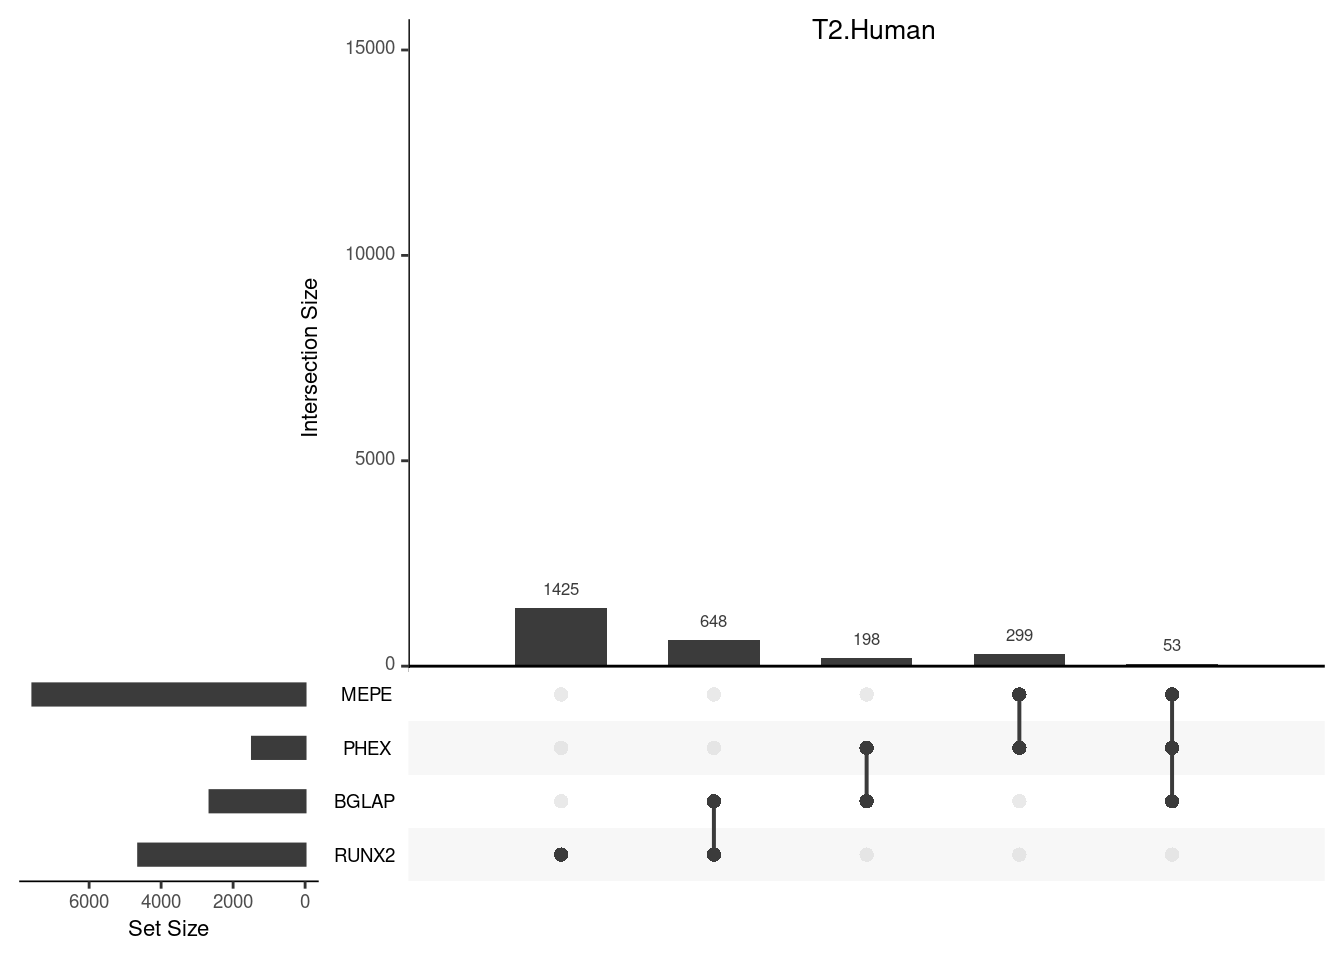 T2.Human
15000
10000
5000
0
Intersection Size
1425
648
198
299
53
MEPE
PHEX
BGLAP
RUNX2
6000 4000 2000 0
Set Size